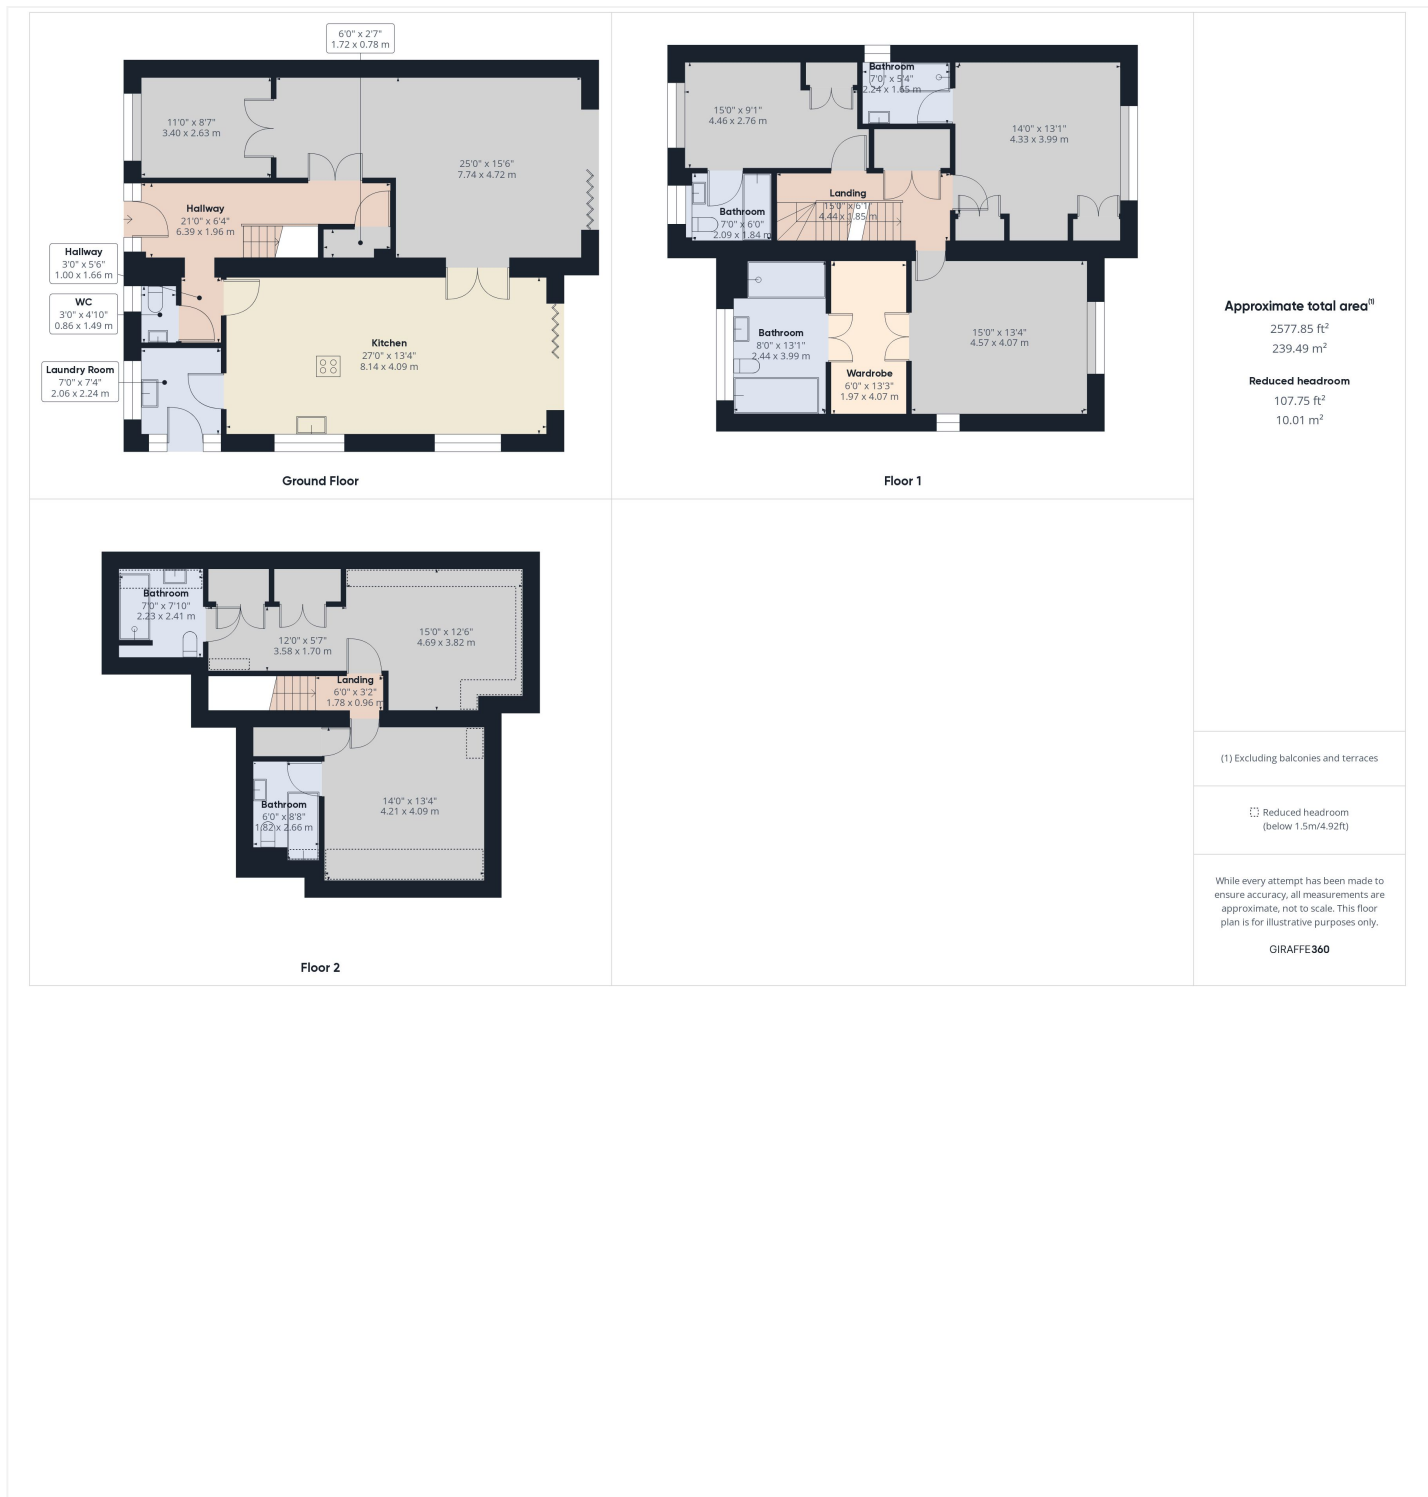 6'0" x 2'7"
1.72 x 0.78 m
11'0" x 8'7"
3.40 x 2.63 m
25'0" x 15'6"
7.74 x 4.72 m
Hallway
21'0" x 6'4"
6.39 x 1.96 m
Hallway
3'0" x 5'6"
1.00 x 1.66 m
WC
3'0" x 4'10"
0.86 x 1.49 m
Laundry Room
7'0" x 7'4"
2.06 x 2.24 m
Kitchen
27'0" x 13'4"
8.14 x 4.09 m
Ground Floor
15'0" x 9'1"
4.46 x 2.76 m
Bathroom
7'0" x 5'4"
2.24 x 1.65 m
14'0" x 13'1"
4.33 x 3.99 m
Landing
15'0" x 6'1"
4.44 x 1.85 m
Bathroom
7'0" x 6'0"
2.09 x 1.84 m
Bathroom
8'0" x 13'1"
2.44 x 3.99 m
Wardrobe
6'0" x 13'3"
1.97 x 4.07 m
15'0" x 13'4"
4.57 x 4.07 m
Floor 1
Bathroom
7'0" x 7'10"
2.23 x 2.41 m
12'0" x 5'7"
3.58 x 1.70 m
15'0" x 12'6"
4.69 x 3.82 m
Landing
6'0" x 3'2"
1.78 x 0.96 m
14'0" x 13'4"
4.21 x 4.09 m
Bathroom
6'0" x 8'8"
1.82 x 2.66 m
Floor 2
Approximate total area(1)
2577.85 ft²
239.49 m²
Reduced headroom
107.75 ft²
10.01 m²
(1) Excluding balconies and terraces
Reduced headroom
(below 1.5m/4.92ft)
While every attempt has been made to
ensure accuracy, all measurements are
approximate, not to scale. This floor
plan is for illustrative purposes only.
GIRAFFE360